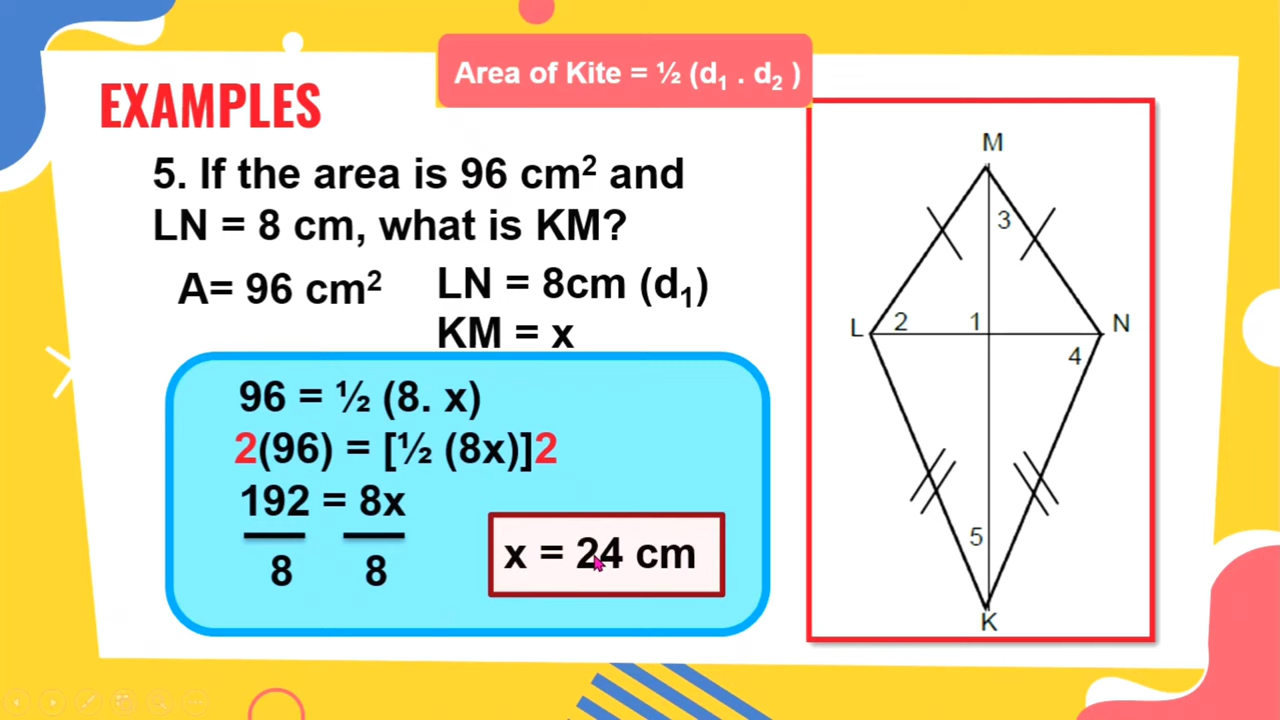 Area of Kite = ½ (d₁ . d₂ )
EXAMPLES
5. If the area is 96 cm² and
LN = 8 cm, what is KM?
A= 96 cm²
LN = 8cm (d₁)
KM = x
96 = ½ (8. x)
2(96) = [½ (8x)]2
192 = 8x
8 8
x = 24 cm
M
3
L 2 1 N
4
5
K